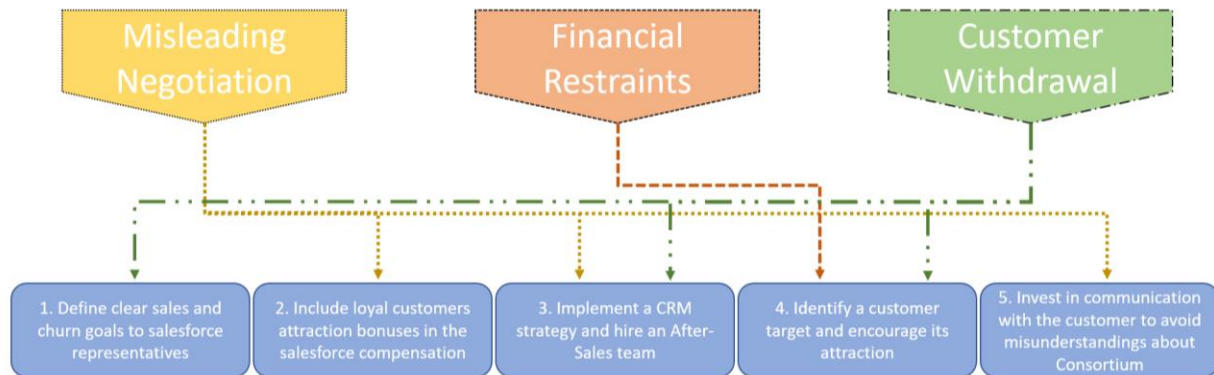 Misleading
Negotiation
Financial
Restraints
Customer
Withdrawal
1. Define clear sales and
churn goals to salesforce
representatives
2. Include loyal customers
attraction bonuses in the
salesforce compensation
3. Implement a CRM
strategy and hire an After-
Sales team
4. Identify a customer
target and encourage its
attraction
5. Invest in communication
with the customer to avoid
misunderstandings about
Consortium